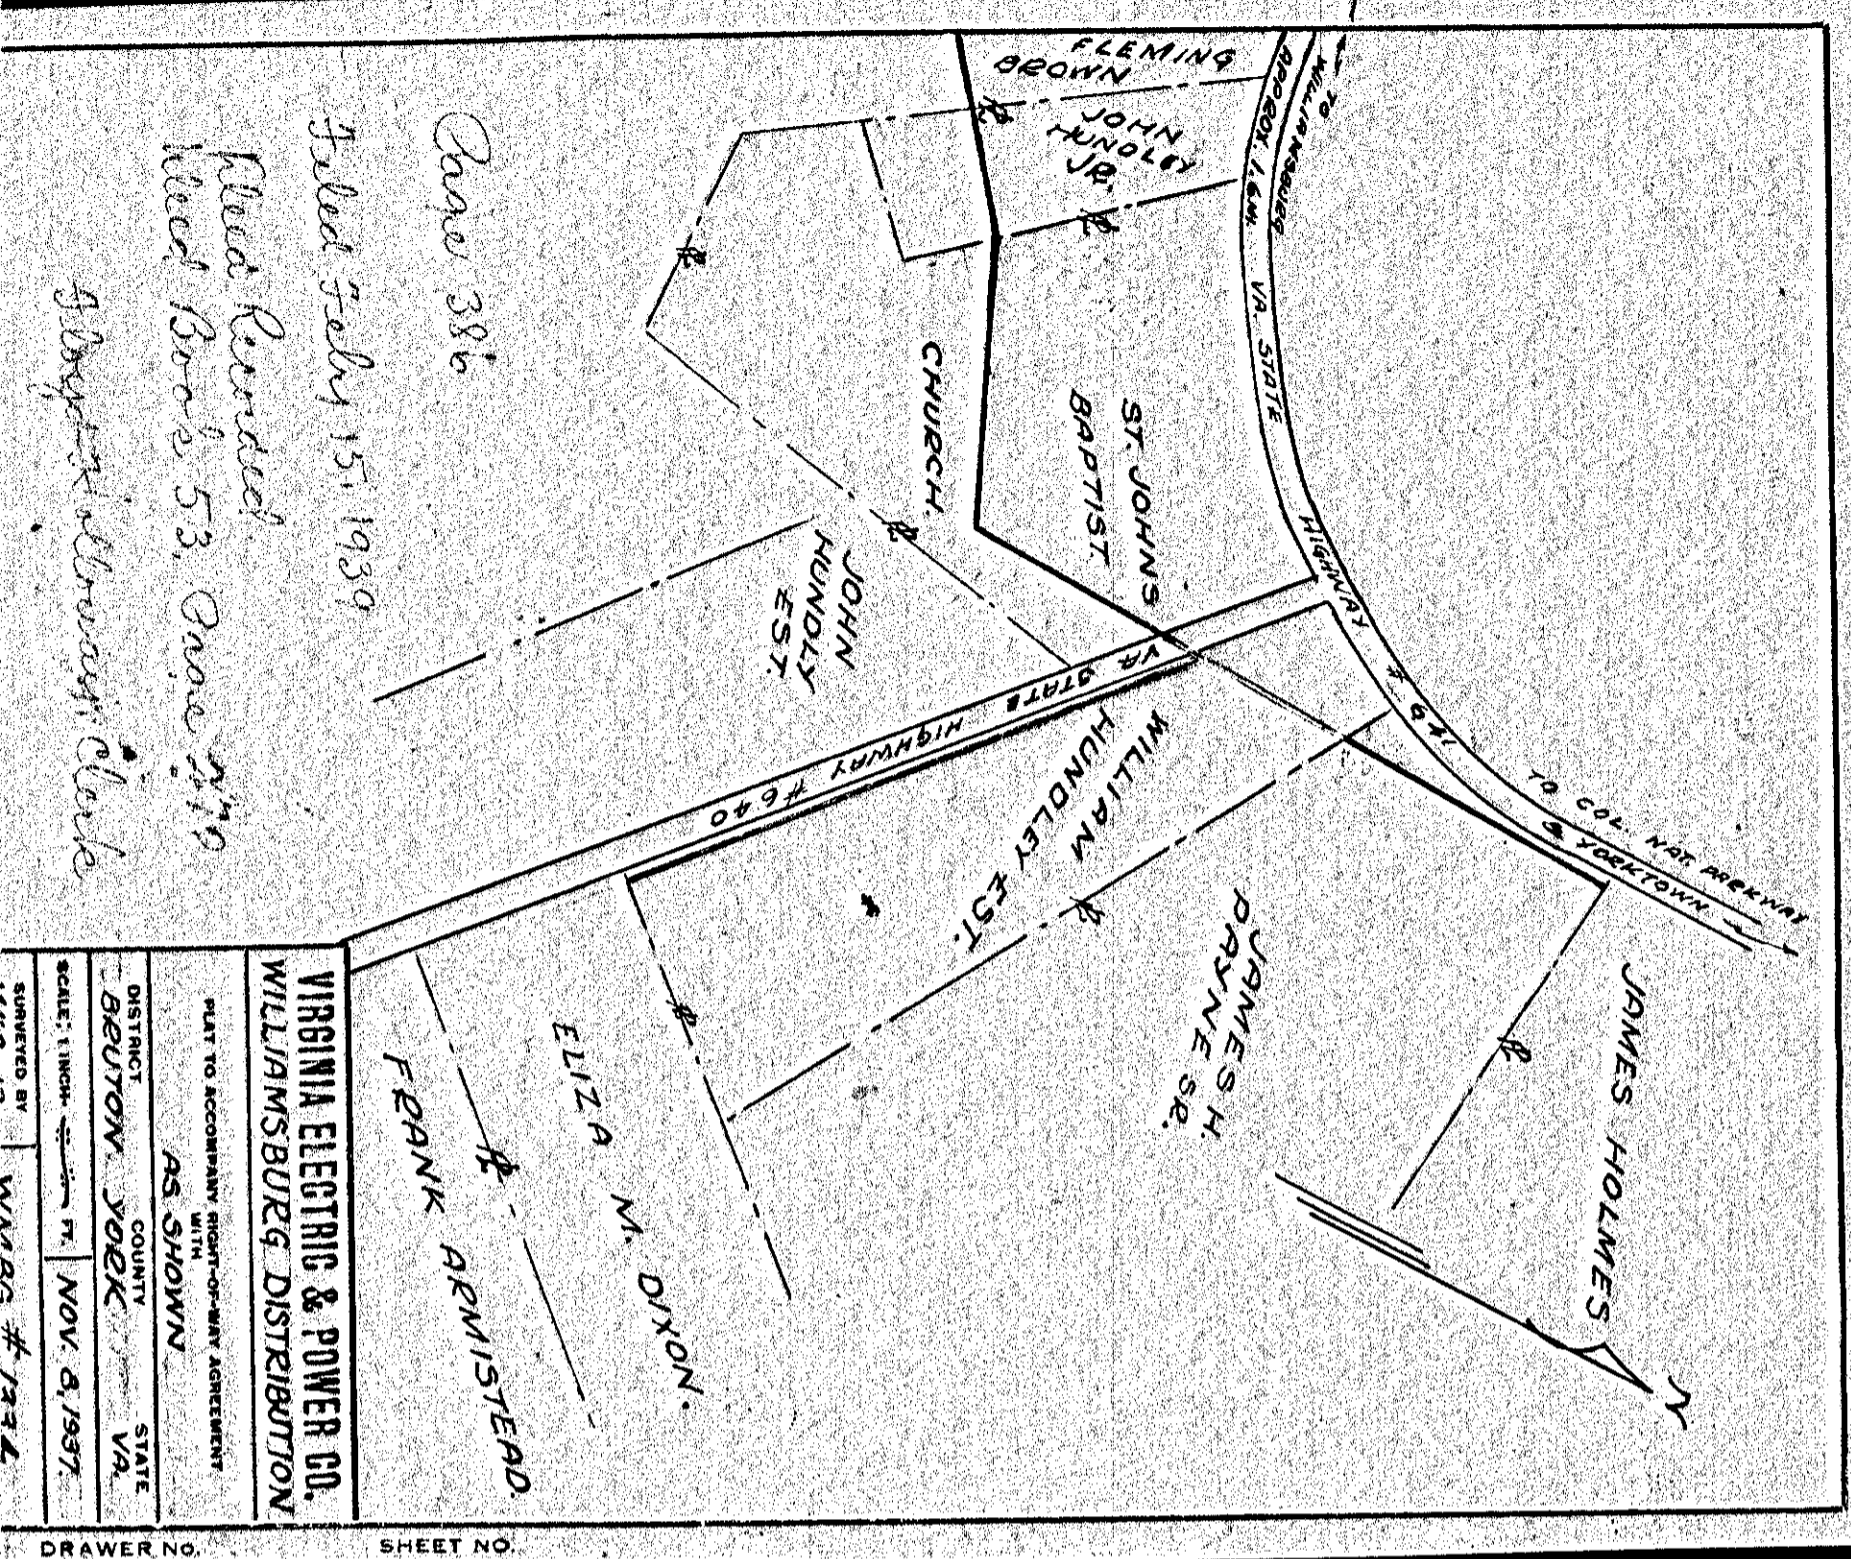 FLEMING
BROWN
JOHN
HUNDLEY
JR.
TO
WILLIAMSBURG
APPROX. 1.6M.
VA. STATE HIGHWAY # 641
TO COL. NAT. PARKWAY
& YORKTOWN
ST. JOHNS
BAPTIST
CHURCH.
JOHN
HUNDLY
EST.
VA STATE HIGHWAY #640
WILLIAM
HUNDLEY EST.
JAMES H.
PAYNE SR.
JAMES HOLMES
N
ELIZA M. DIXON.
FRANK ARMISTEAD.
Page 386
Filed Feby 15, 1939
Deed Recorded
Deed Book 53, Page
Clerk
VIRGINIA ELECTRIC & POWER CO.
WILLIAMSBURG DISTRIBUTION
PLAT TO ACCOMPANY RIGHT-OF-WAY AGREEMENT
WITH
AS SHOWN
DISTRICT COUNTY STATE
BRUTON. YORK VA.
SCALE: 1 INCH FT. NOV. 8, 1937.
SURVEYED BY
SHEET NO.
DRAWER NO.